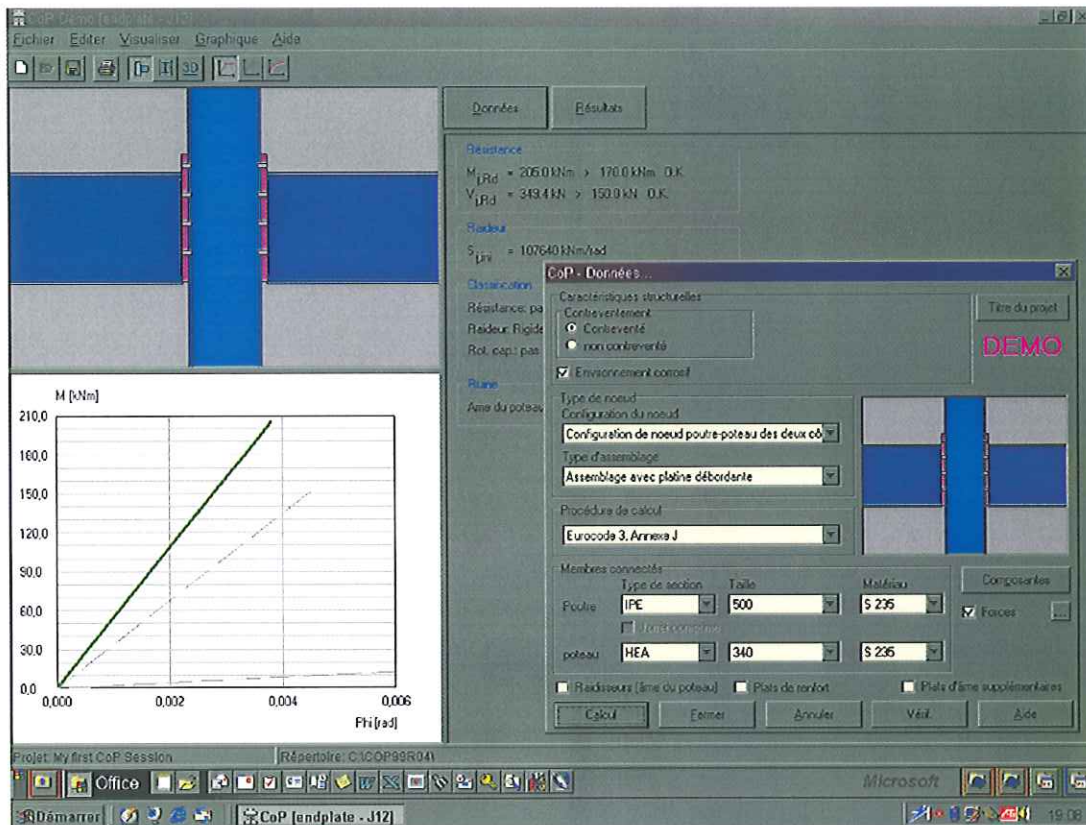 CoP Demo [endplate - J12]
Fichier Editer Visualiser Graphique Aide
3D
Données Résultats
Résistance
Mj,Rd = 205.0 kNm > 170.0 kNm O.K.
Vj,Rd = 349.4 kN > 150.0 kN O.K.
Raideur
Sj,ini = 107640 kNm/rad
Classification
Résistance: pa
Raideur: Rigide
Rot. cap.: pas
Ruine
Ame du poteau
M [kNm]
210,0
180,0
150,0
120,0
90,0
60,0
30,0
0,0
0,000 0,002 0,004 0,006
Phi [rad]
CoP - Données...
Caractéristiques structurelles
Contreventement
Contreventé
non contreventé
Environnement corrosif
Titre du projet
DEMO
Type de noeud
Configuration du noeud
Configuration de noeud poutre-poteau des deux cô
Type d'assemblage
Assemblage avec platine débordante
Procédure de calcul
Eurocode 3, Annexe J
Membres connectés
Type de section Taille Matériau
Poutre IPE 500 S 235
poteau HEA 340 S 235
Composantes
Forces ...
Raidisseurs (âme du poteau) Plats de renfort Plats d'âme supplémentaires
Calcul Fermer Annuler Vérif. Aide
Projet: My first CoP Session Répertoire: C:\COP99R04\
Office Microsoft
Démarrer CoP [endplate - J12] 19:08